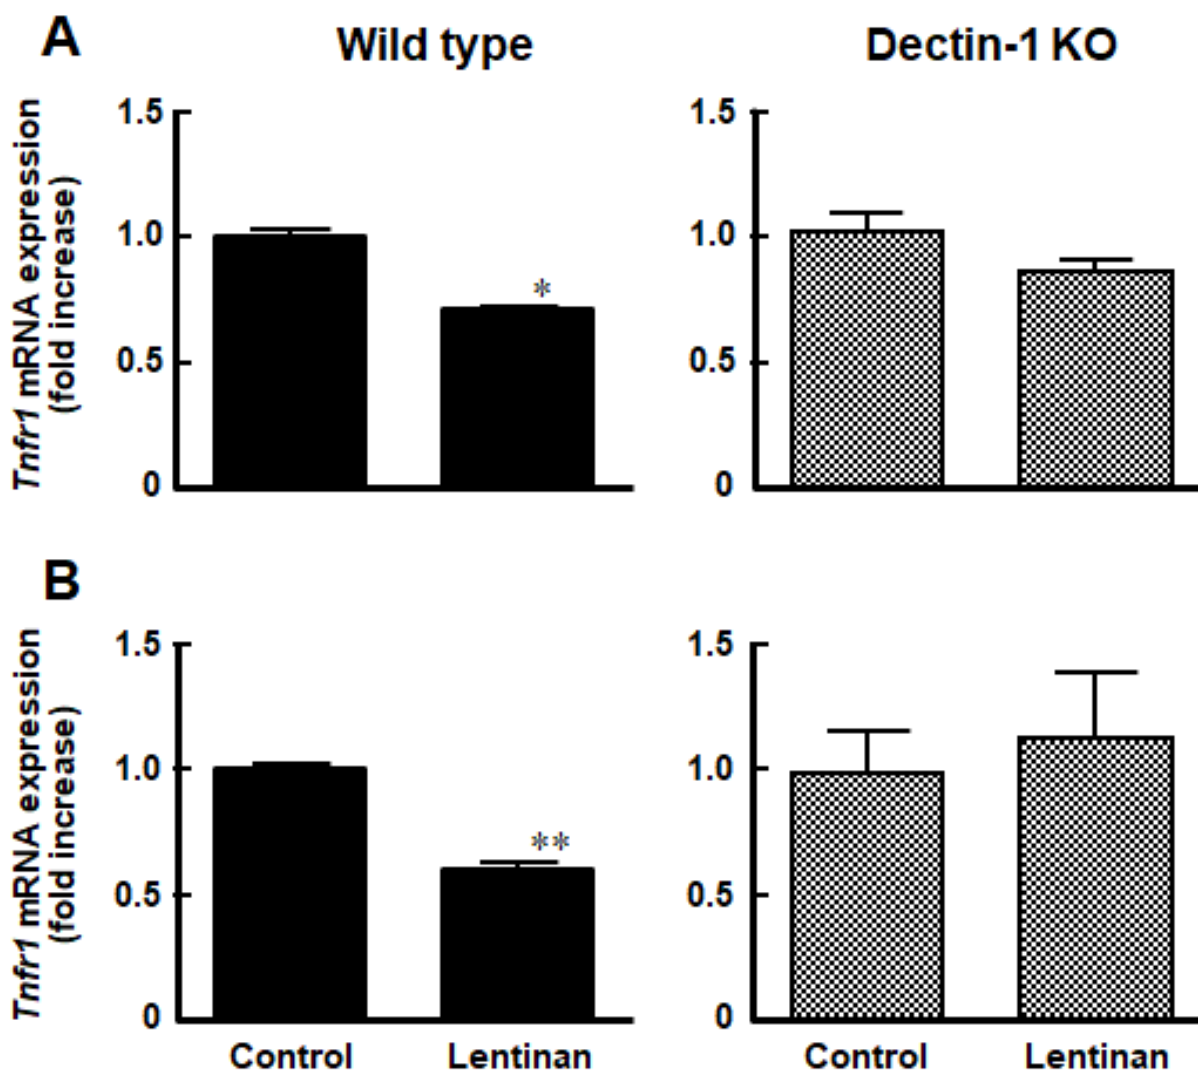 A
Wild type
Dectin-1 KO
Tnfr1 mRNA expression
(fold increase)
1.5
1.0
0.5
0
*
1.5
1.0
0.5
0
B
Tnfr1 mRNA expression
(fold increase)
1.5
1.0
0.5
0
**
1.5
1.0
0.5
0
Control
Lentinan
Control
Lentinan